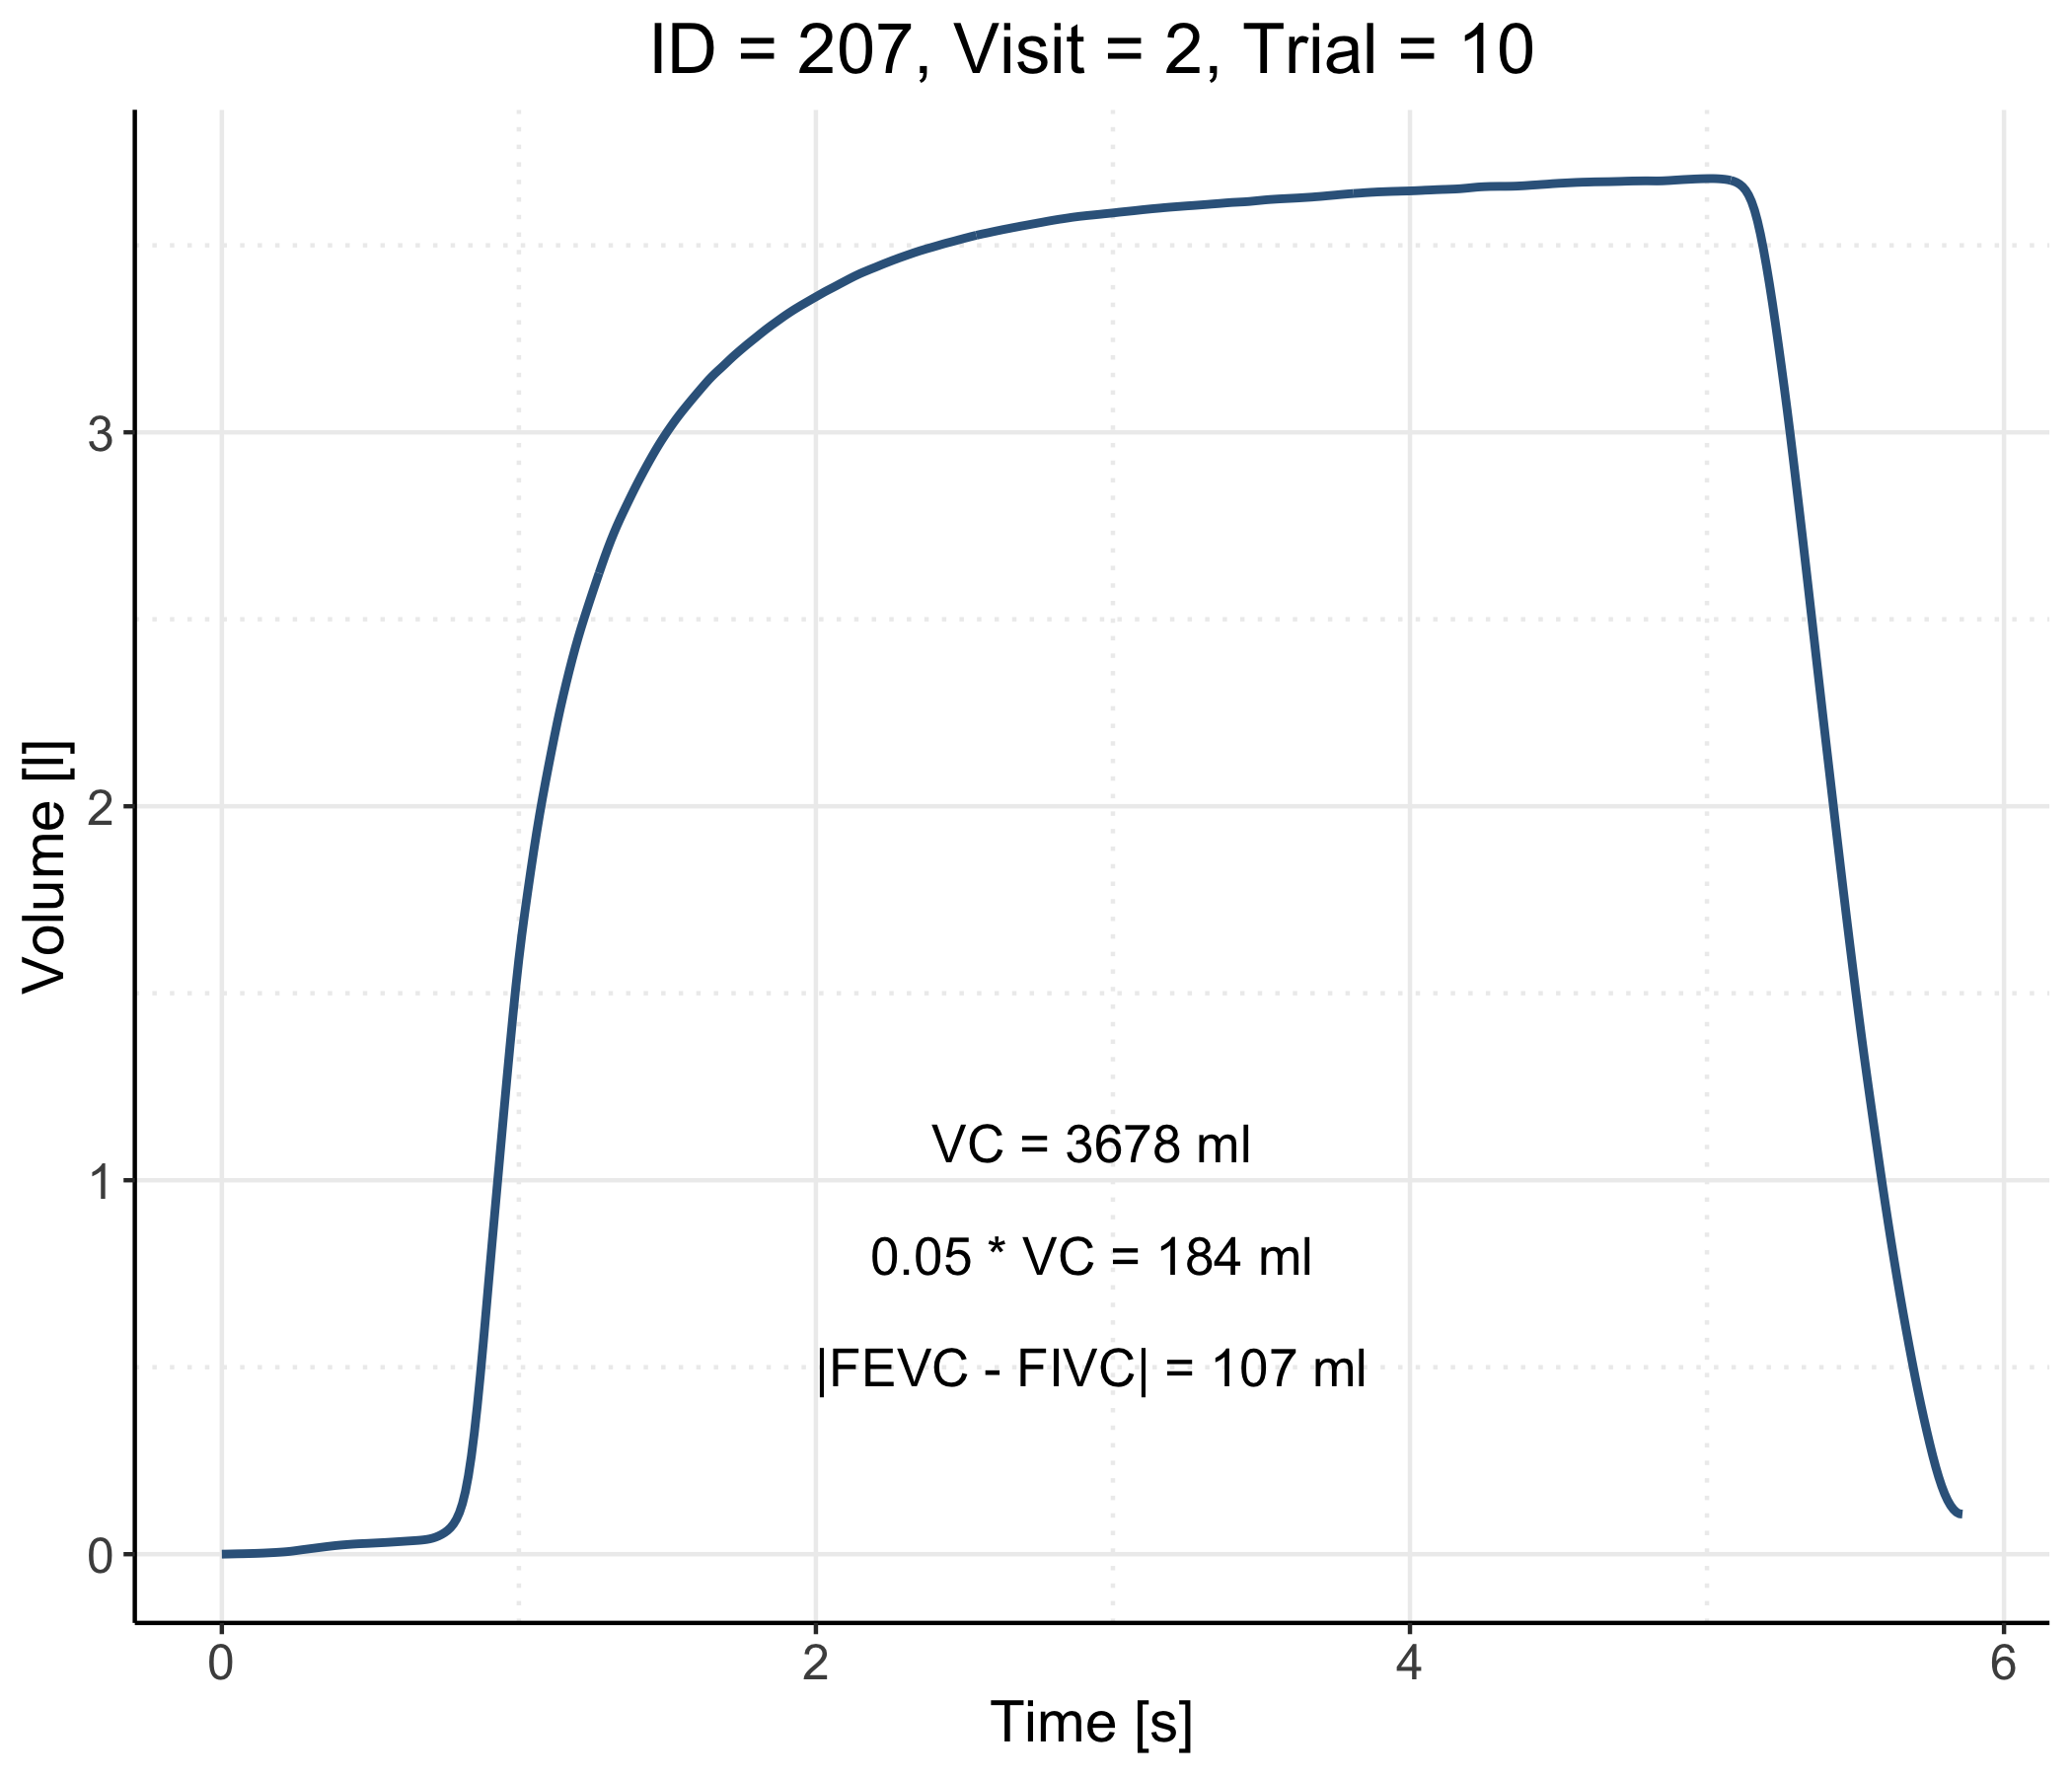 ID = 207, Visit = 2, Trial = 10
Volume [l]
3
2
1
0
VC = 3678 ml
0.05 * VC = 184 ml
|FEVC - FIVC| = 107 ml
0 2 4 6
Time [s]